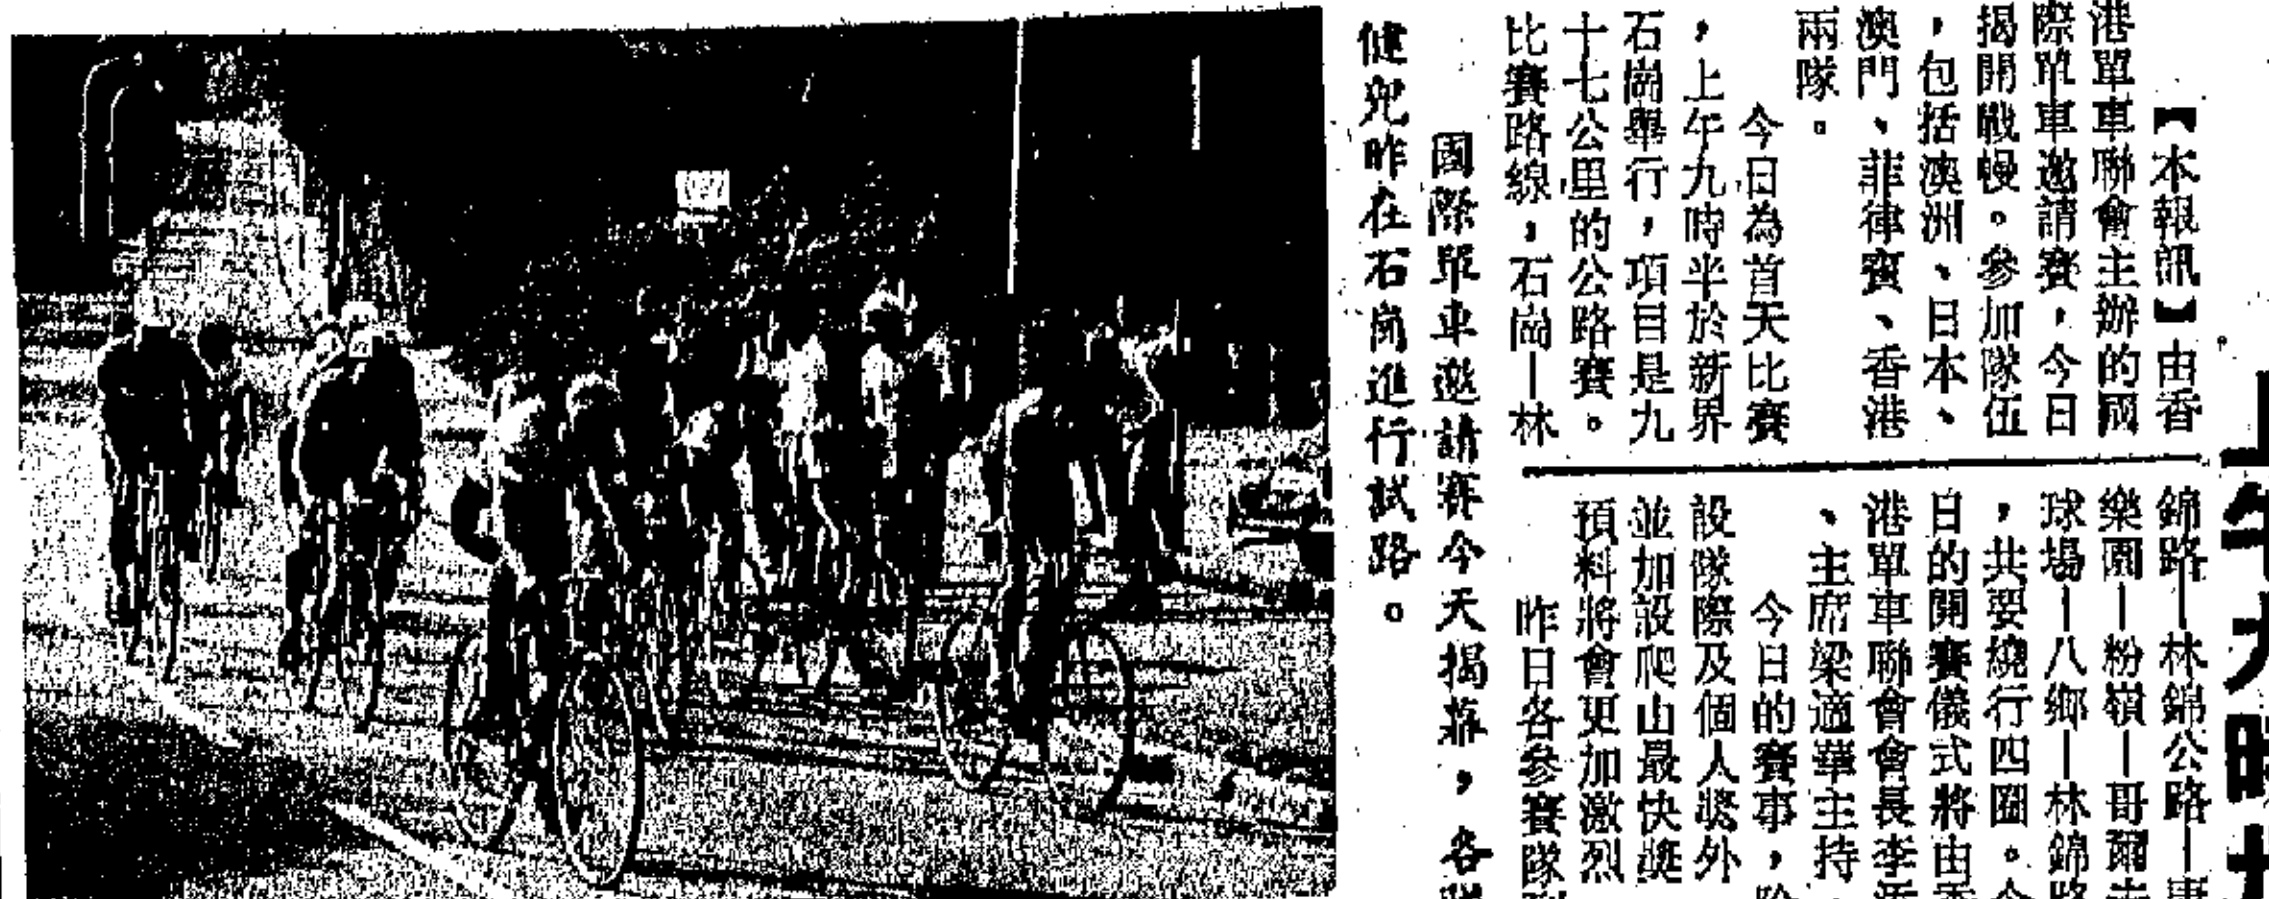 【本報訊】由香
港單車聯會主辦的國
際單車邀請賽，今日
揭開戰幔。參加隊伍
，包括澳洲、日本、
澳門、菲律賓、香港
兩隊。
今日為首天比賽
，上午九時半於新界
石崗舉行，項目是九
十七公里的公路賽。
比賽路線，石崗—林
錦路—林錦公路—康
樂園—粉嶺—哥爾夫
球場—八鄉—林錦路
，共要繞行四圈。今
日的開賽儀式將由香
港單車聯會會長李
、主席梁適華主持
今日的賽事，除
設隊際及個人獎外
並加設爬山最快獎
預料將會更加激烈
昨日各參賽隊到
國際單車邀請賽今天揭幕，各隊
健兒昨在石崗進行試路。